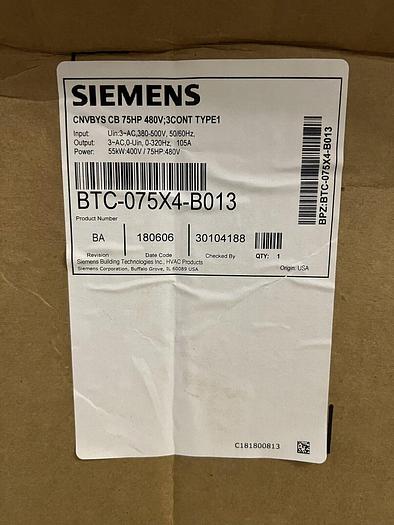 SIEMENS
CNVBYS CB 75HP 480V;3CONT TYPE1
Input: Uin:3~AC,380-500V, 50/60Hz,
Output: 3~AC,0-Uin, 0-320Hz, 105A
Power: 55kW:400V / 75HP:480V
BTC-075X4-B013
Product Number
BPZ:BTC-075X4-B013
BA 180606 30104188
Revision Date Code Checked By QTY: 1
Siemens Building Technologies Inc., HVAC Products
Siemens Corporation, Buffalo Grove, IL 60089 USA
Origin: USA
C181800813